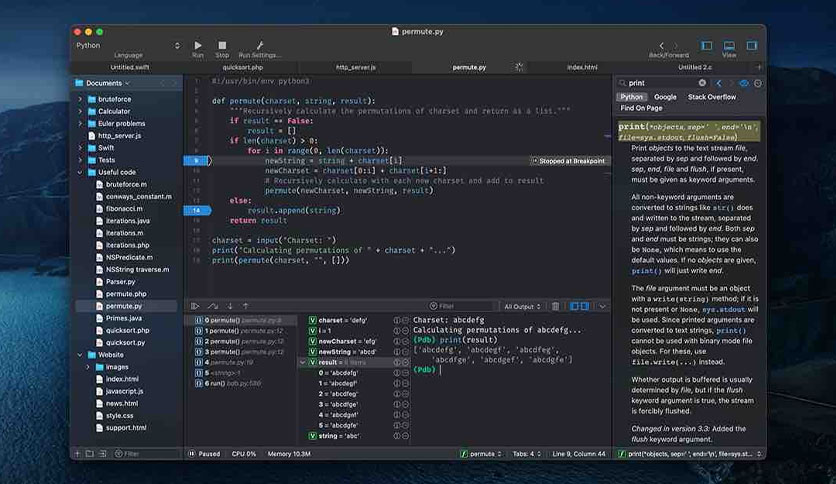 permute.py
Python
Language
Run
Stop
Run Settings...
Back/Forward
View
Untitled.swift
quicksort.php
http_server.js
permute.py
index.html
Untitled 2.c
Documents
bruteforce
Calculator
Euler problems
http_server.js
Swift
Tests
Useful code
bruteforce.m
conways_constant.m
fibonacci.m
iterations.java
iterations.m
iterations.php
NSPredicate.m
NSString traverse.m
Parser.py
permute.php
permute.py
Primes.java
quicksort.php
quicksort.py
Website
images
index.html
javascript.js
news.html
style.css
support.html
Filter
#!/usr/bin/env python3
def permute(charset, string, result):
"""Recursively calculate the permutations of charset and return as a list."""
if result == False:
result = []
if len(charset) > 0:
for i in range(0, len(charset)):
9 newString = string + charset[i]
Stopped at Breakpoint
newCharset = charset[0:i] + charset[i+1:]
# Recursively calculate with each new charset and add to result
permute(newCharset, newString, result)
else:
14 result.append(string)
return result
charset = input("Charset: ")
print("Calculating permutations of " + charset + "...")
print(permute(charset, "", []))
Filter
All Output
0 permute() permute.py:9
1 permute() permute.py:12
2 permute() permute.py:12
3 permute() permute.py:12
4 permute.py:19
5 <string>:1
6 run() bdb.py:580
V charset = 'defg'
V i = 1
V newCharset = 'efg'
V newString = 'abcd'
V result = 6 items
0 = 'abcdefg'
1 = 'abcdegf'
2 = 'abcdfeg'
3 = 'abcdfge'
4 = 'abcdgef'
5 = 'abcdgfe'
V string = 'abc'
Charset: abcdefg
Calculating permutations of abcdefg...
(Pdb) print(result)
['abcdefg', 'abcdegf', 'abcdfeg',
'abcdfge', 'abcdgef', 'abcdgfe']
(Pdb)
Paused
CPU 0%
Memory 10.3M
permute
Tabs: 4
Line 9, Column 44
print
Python
Google
Stack Overflow
Find On Page
print(*objects, sep=' ', end='\n',
file=sys.stdout, flush=False)
Print objects to the text stream file,
separated by sep and followed by end.
sep, end, file and flush, if present,
must be given as keyword arguments.
All non-keyword arguments are
converted to strings like str() does
and written to the stream, separated
by sep and followed by end. Both sep
and end must be strings; they can also
be None, which means to use the
default values. If no objects are given,
print() will just write end.
The file argument must be an object
with a write(string) method; if it is
not present or None, sys.stdout will
be used. Since printed arguments are
converted to text strings, print()
cannot be used with binary mode file
objects. For these, use
file.write(...) instead.
Whether output is buffered is usually
determined by file, but if the flush
keyword argument is true, the stream
is forcibly flushed.
Changed in version 3.3: Added the
flush keyword argument.
print(*objects, sep=' ', end='\n', file=sys.st...